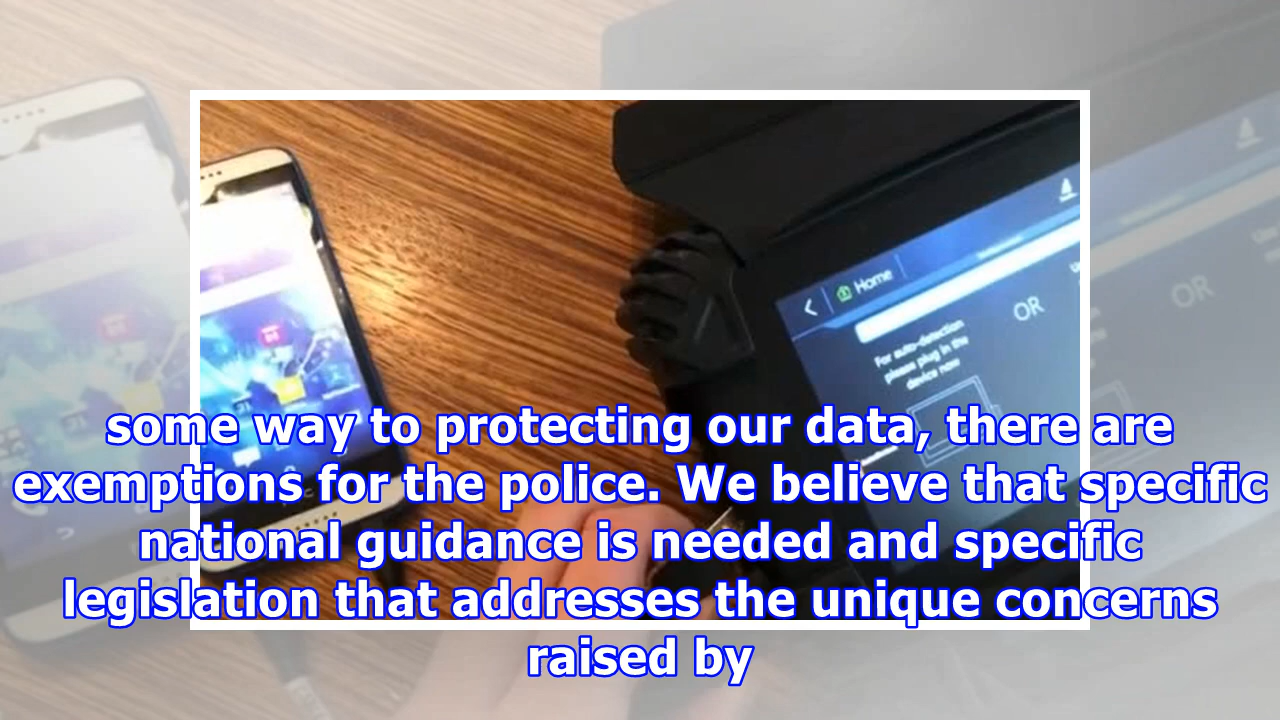 Home
OR
OR
For auto-detection
please plug in the
device now
some way to protecting our data, there are
exemptions for the police. We believe that specific
national guidance is needed and specific
legislation that addresses the unique concerns
raised by